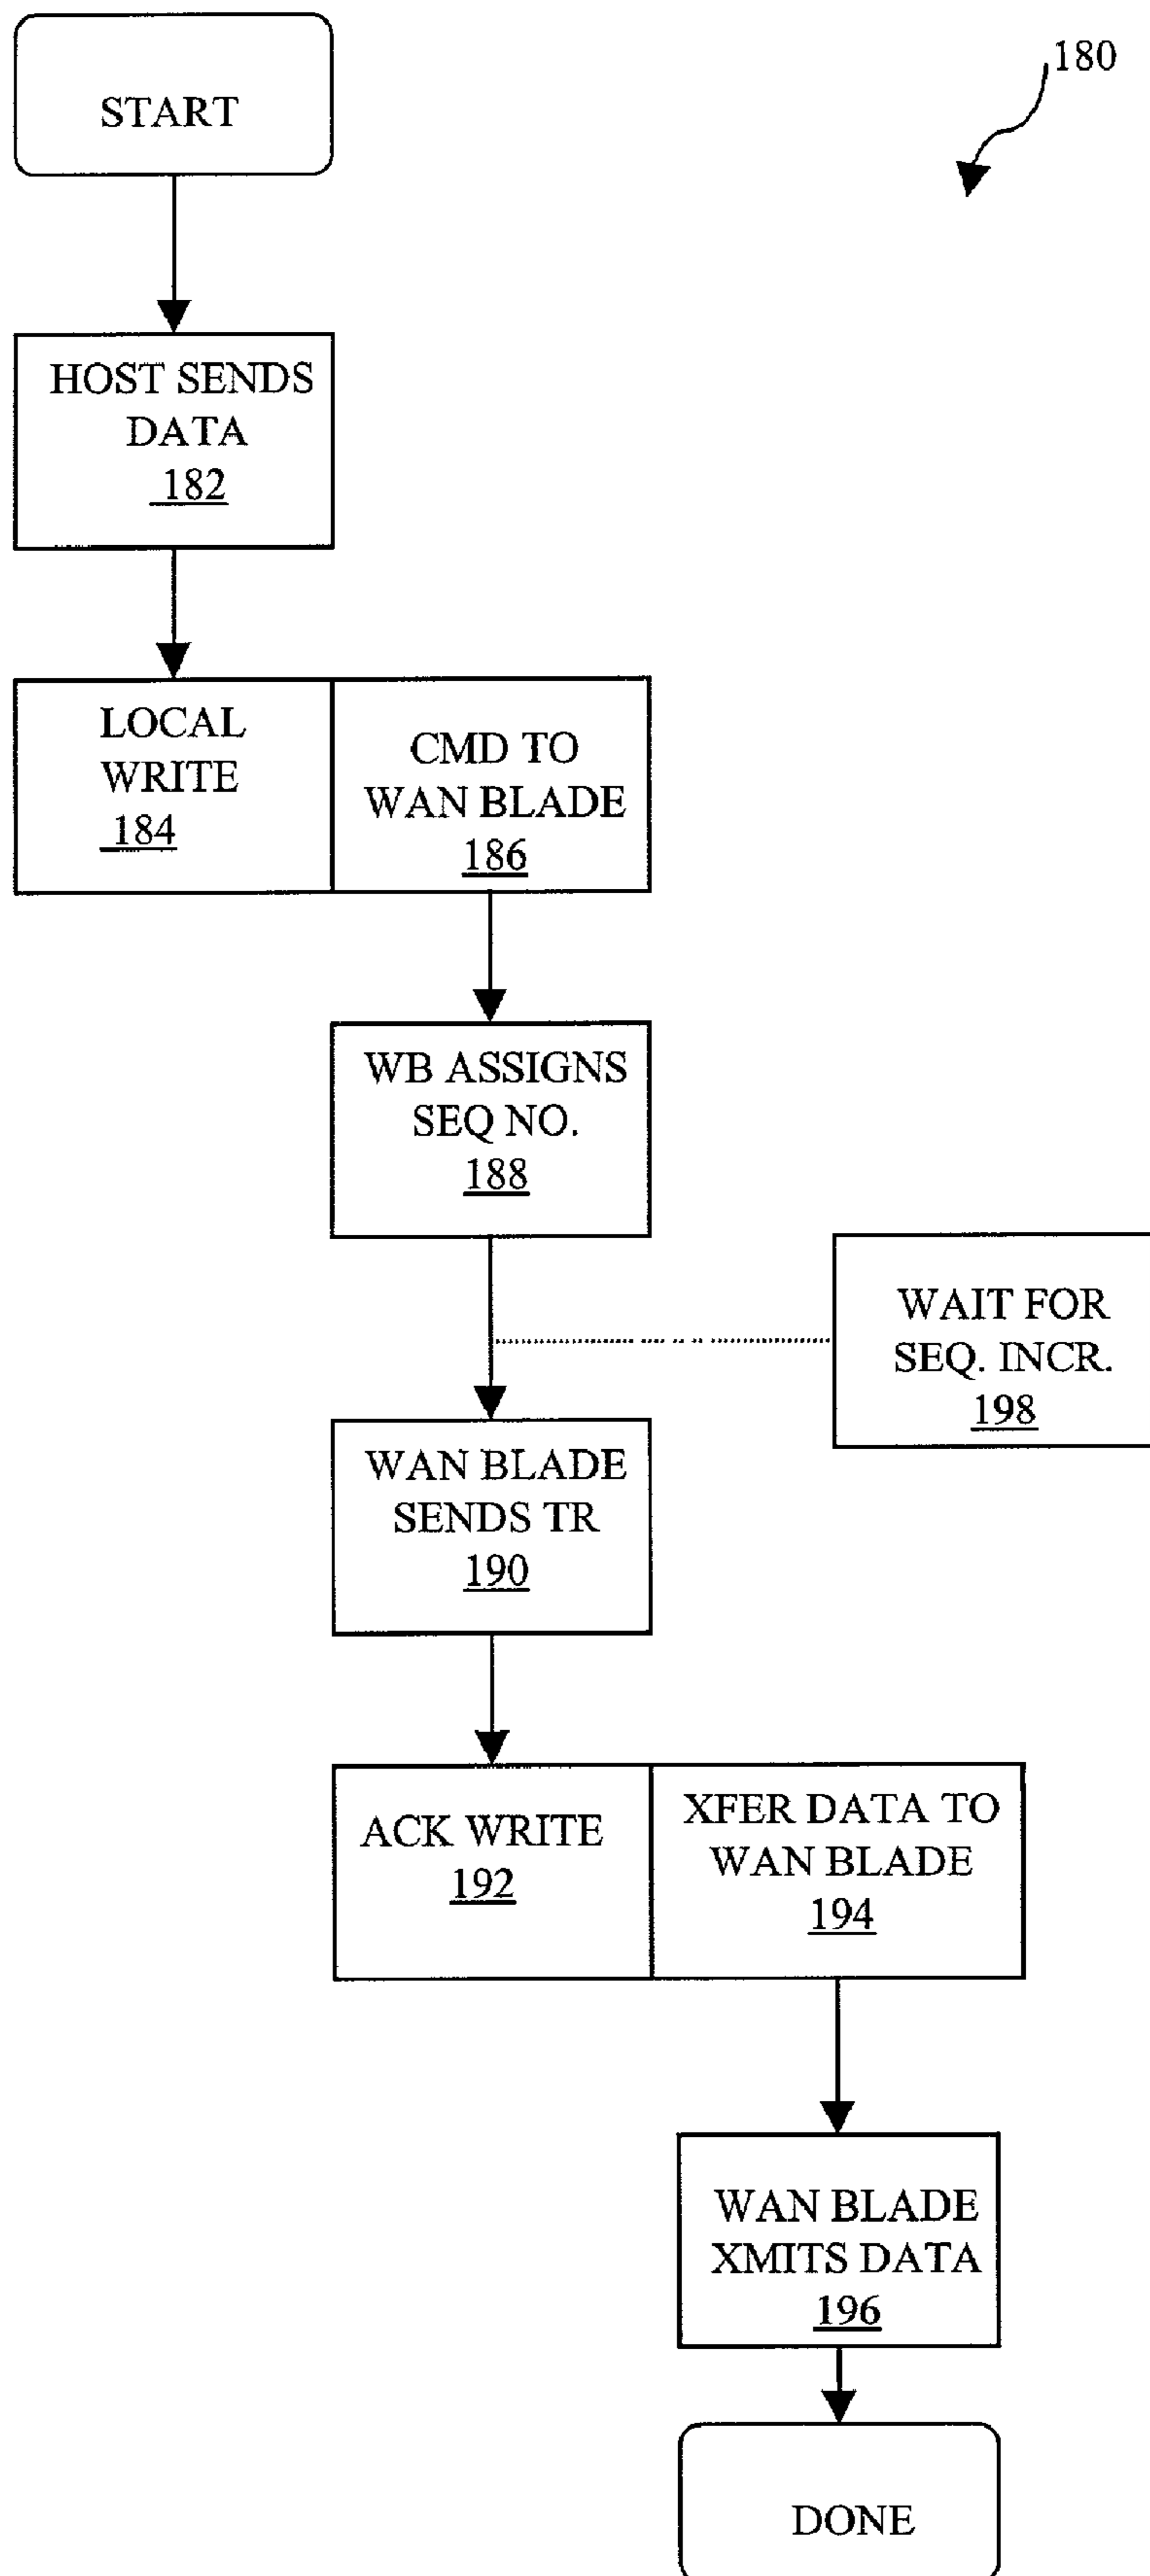 START
180
HOST SENDS
DATA
182
LOCAL
WRITE
184
CMD TO
WAN BLADE
186
WB ASSIGNS
SEQ NO.
188
WAIT FOR
SEQ. INCR.
198
WAN BLADE
SENDS TR
190
ACK WRITE
192
XFER DATA TO
WAN BLADE
194
WAN BLADE
XMITS DATA
196
DONE